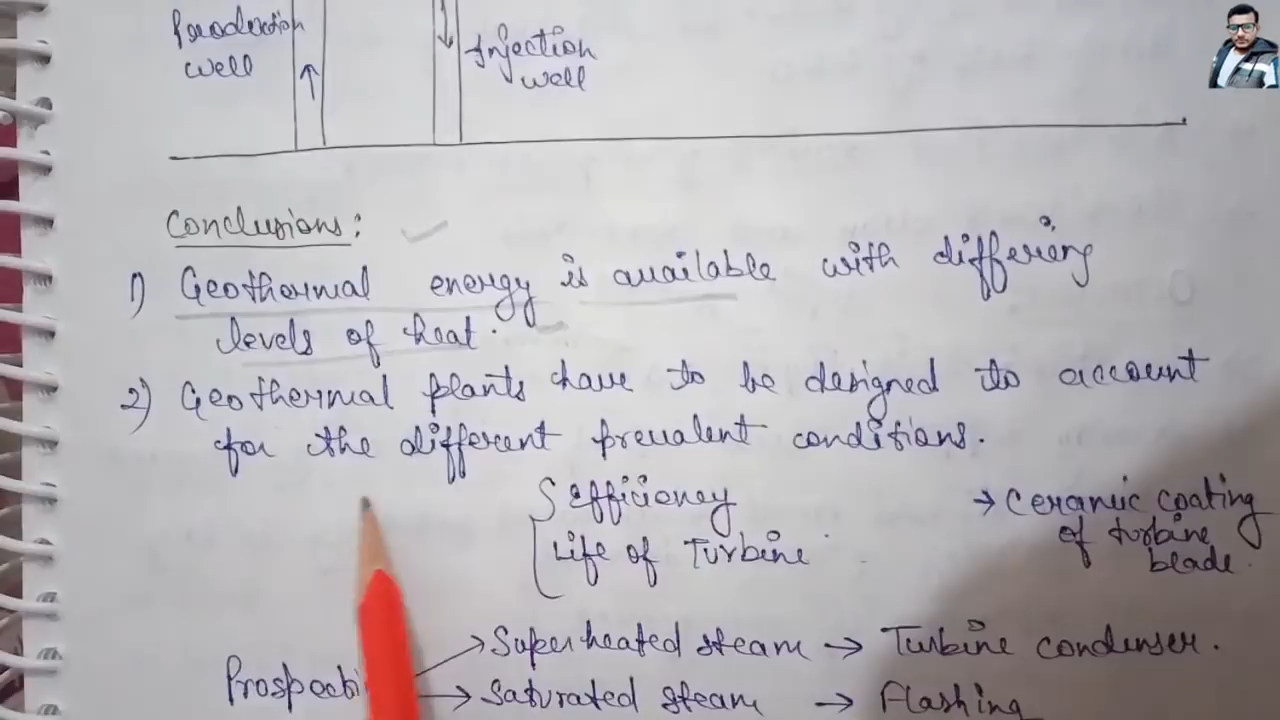 Production
well
Injection
well
Conclusions:
1) Geothermal energy is available with differing
levels of heat.
2) Geothermal plants have to be designed to account
for the different prevalent conditions.
efficiency
Life of Turbine
→ Ceramic coating
of turbine
blade.
→ Superheated steam → Turbine condenser.
→ Saturated steam → Flashing